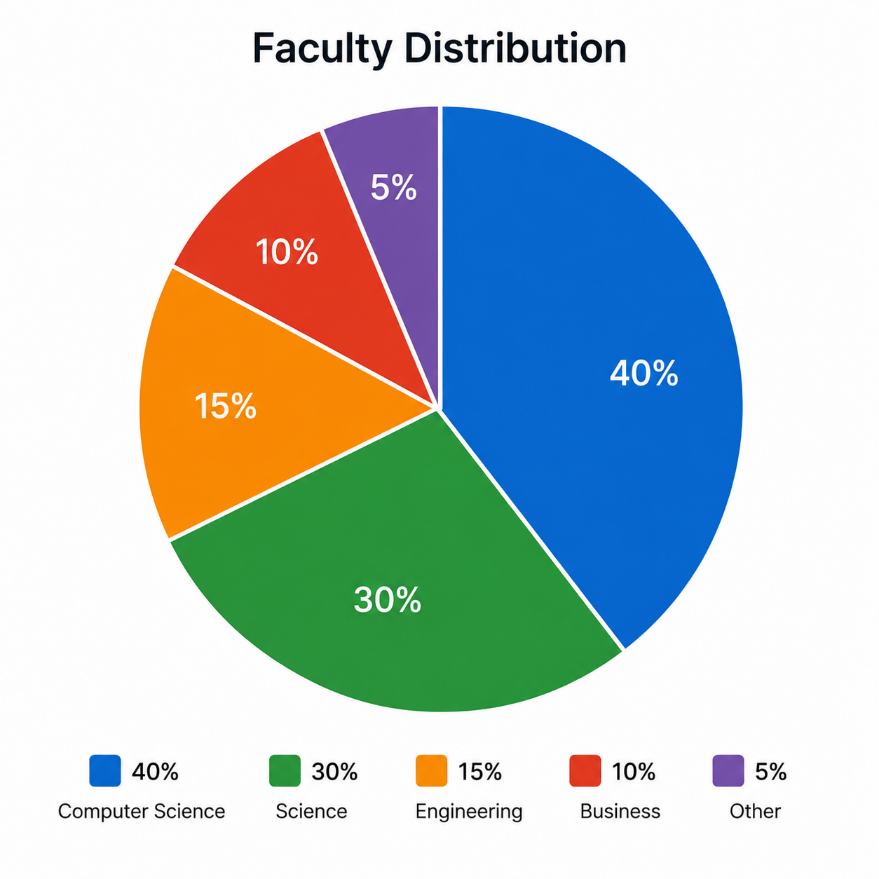 Faculty Distribution
5%
10%
40%
15%
30%
40% 30% 15% 10% 5%
Computer Science Science Engineering Business Other